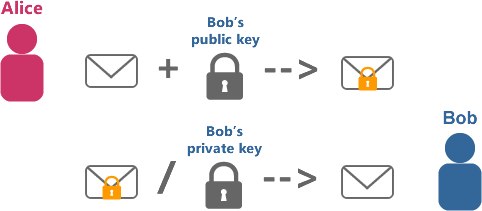 Alice
Bob's
public key
+
-->
Bob's
private key
/
-->
Bob